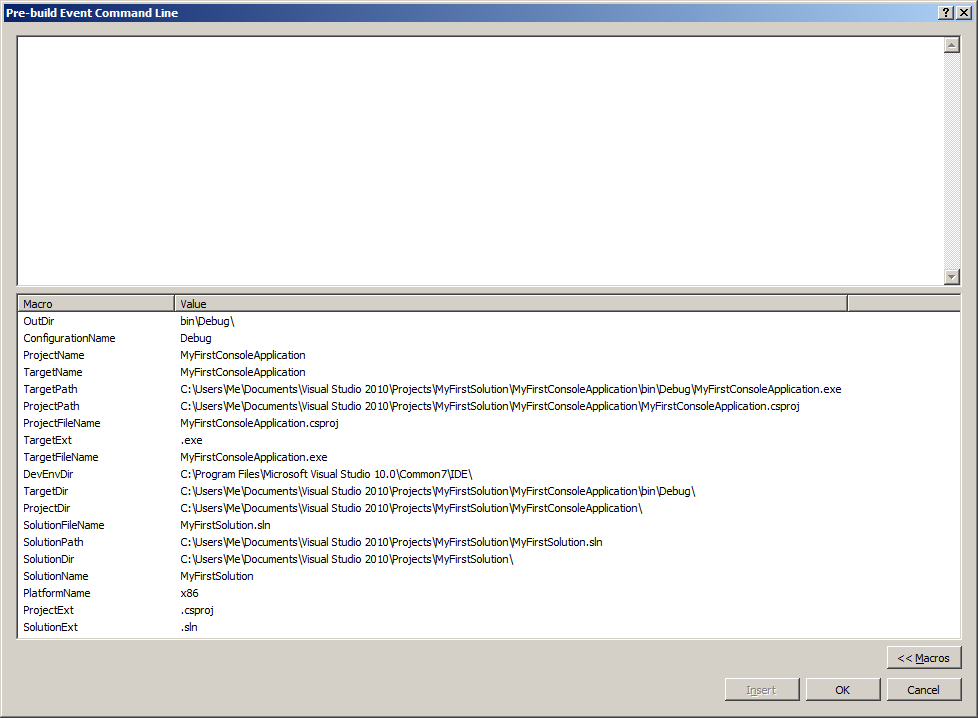 Pre-build Event Command Line
Macro Value
OutDir bin\Debug\
ConfigurationName Debug
ProjectName MyFirstConsoleApplication
TargetName MyFirstConsoleApplication
TargetPath C:\Users\Me\Documents\Visual Studio 2010\Projects\MyFirstSolution\MyFirstConsoleApplication\bin\Debug\MyFirstConsoleApplication.exe
ProjectPath C:\Users\Me\Documents\Visual Studio 2010\Projects\MyFirstSolution\MyFirstConsoleApplication\MyFirstConsoleApplication.csproj
ProjectFileName MyFirstConsoleApplication.csproj
TargetExt .exe
TargetFileName MyFirstConsoleApplication.exe
DevEnvDir C:\Program Files\Microsoft Visual Studio 10.0\Common7\IDE\
TargetDir C:\Users\Me\Documents\Visual Studio 2010\Projects\MyFirstSolution\MyFirstConsoleApplication\bin\Debug\
ProjectDir C:\Users\Me\Documents\Visual Studio 2010\Projects\MyFirstSolution\MyFirstConsoleApplication\
SolutionFileName MyFirstSolution.sln
SolutionPath C:\Users\Me\Documents\Visual Studio 2010\Projects\MyFirstSolution\MyFirstSolution.sln
SolutionDir C:\Users\Me\Documents\Visual Studio 2010\Projects\MyFirstSolution\
SolutionName MyFirstSolution
PlatformName x86
ProjectExt .csproj
SolutionExt .sln
<< Macros
Insert OK Cancel